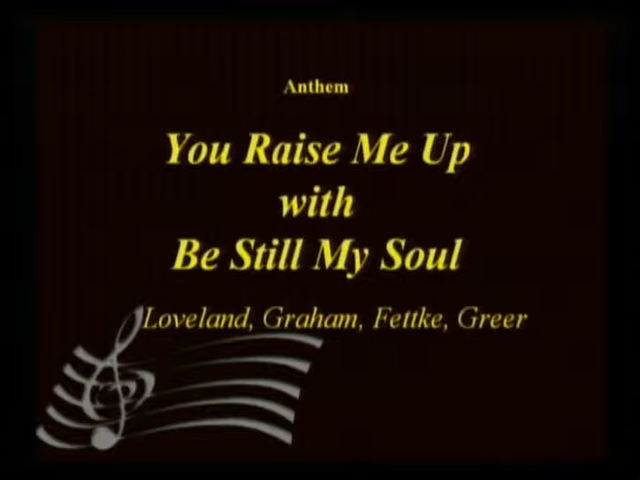 Anthem
You Raise Me Up
with
Be Still My Soul
Loveland, Graham, Fettke, Greer